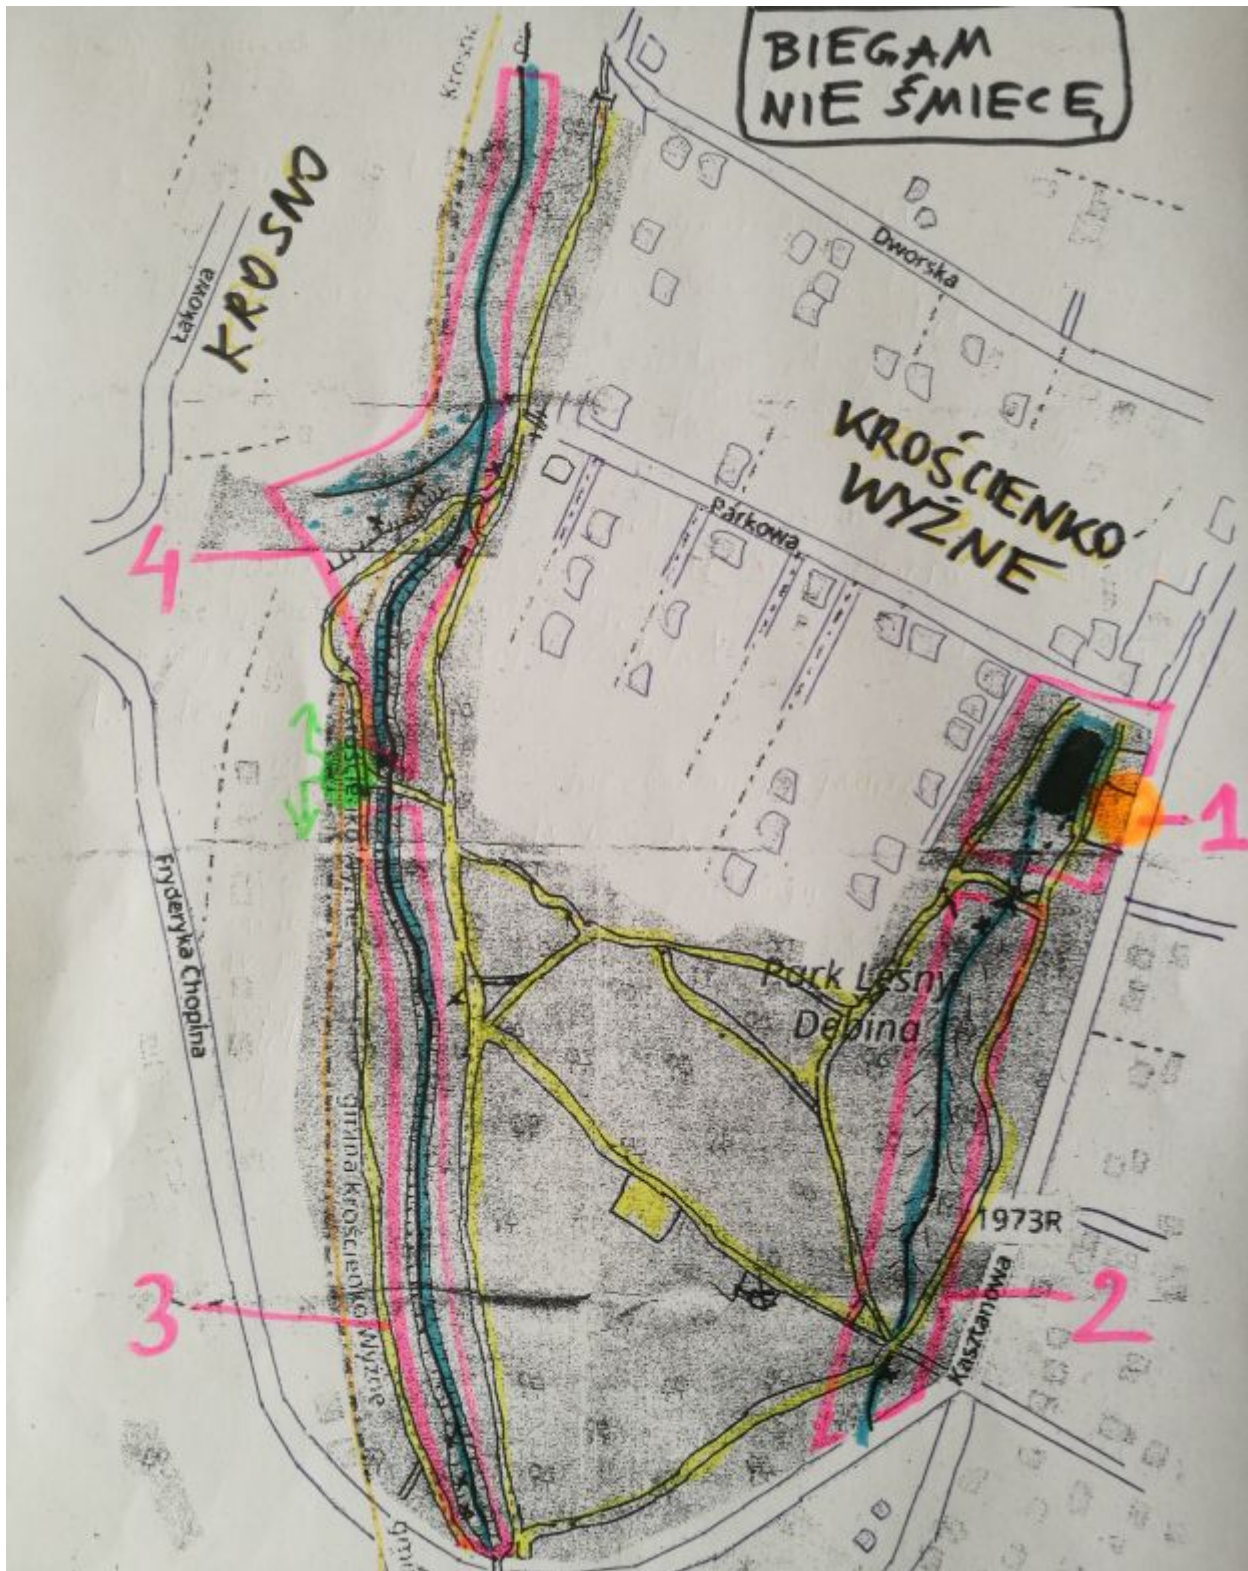 BIEGAM
NIE ŚMIECĘ
Krosno
KROSNO
Łąkowa
Dworska
KROŚCIENKO
WYŻNE
Parkowa
4
1
Fryderyka Chopina
Park Leśny
Dębina
gmina Krościenko Wyżne
1973R
3
2
Kasztanowa